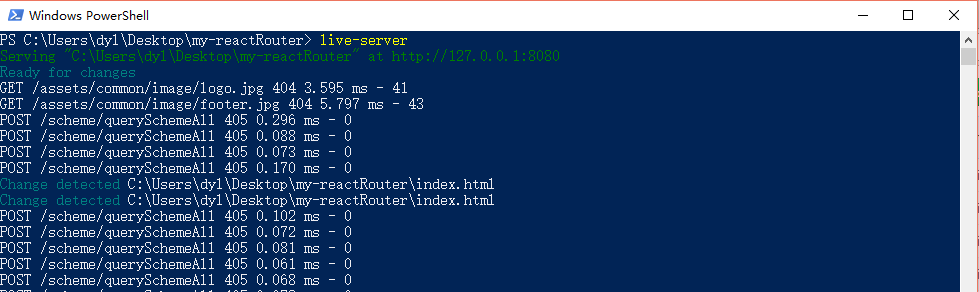 Windows PowerShell
PS C:\Users\dyl\Desktop\my-reactRouter> live-server
Serving "C:\Users\dyl\Desktop\my-reactRouter" at http://127.0.0.1:8080
Ready for changes
GET /assets/common/image/logo.jpg 404 3.595 ms - 41
GET /assets/common/image/footer.jpg 404 5.797 ms - 43
POST /scheme/querySchemeAll 405 0.296 ms - 0
POST /scheme/querySchemeAll 405 0.088 ms - 0
POST /scheme/querySchemeAll 405 0.073 ms - 0
POST /scheme/querySchemeAll 405 0.170 ms - 0
Change detected C:\Users\dyl\Desktop\my-reactRouter\index.html
Change detected C:\Users\dyl\Desktop\my-reactRouter\index.html
POST /scheme/querySchemeAll 405 0.102 ms - 0
POST /scheme/querySchemeAll 405 0.072 ms - 0
POST /scheme/querySchemeAll 405 0.081 ms - 0
POST /scheme/querySchemeAll 405 0.061 ms - 0
POST /scheme/querySchemeAll 405 0.068 ms - 0